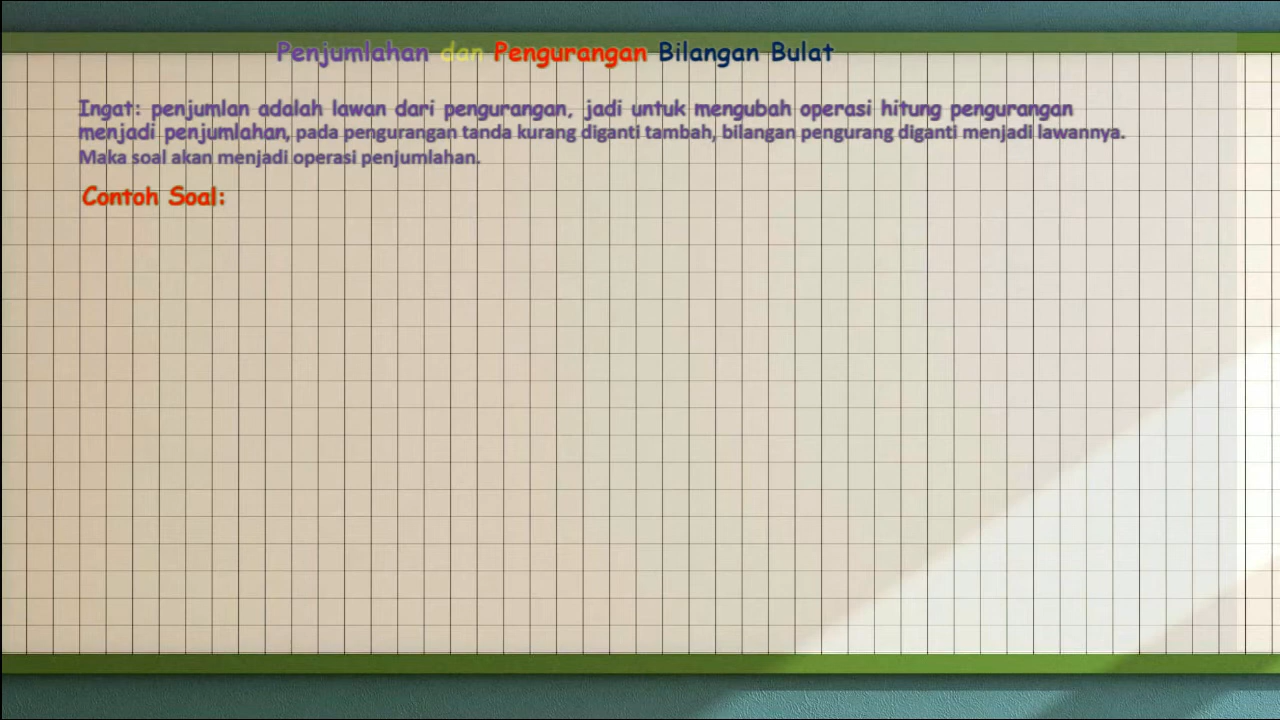 Penjumlahan dan Pengurangan Bilangan Bulat
Ingat: penjumlan adalah lawan dari pengurangan, jadi untuk mengubah operasi hitung pengurangan
menjadi penjumlahan, pada pengurangan tanda kurang diganti tambah, bilangan pengurang diganti menjadi lawannya.
Maka soal akan menjadi operasi penjumlahan.
Contoh Soal: